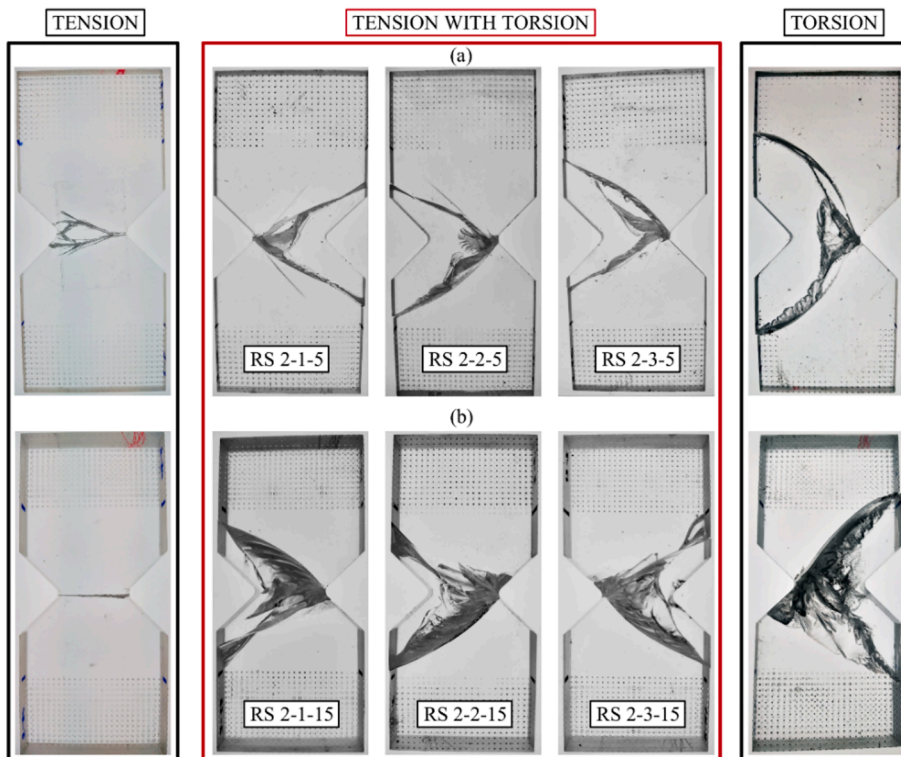 TENSION
TENSION WITH TORSION
TORSION
(a)
RS 2-1-5
RS 2-2-5
RS 2-3-5
(b)
RS 2-1-15
RS 2-2-15
RS 2-3-15